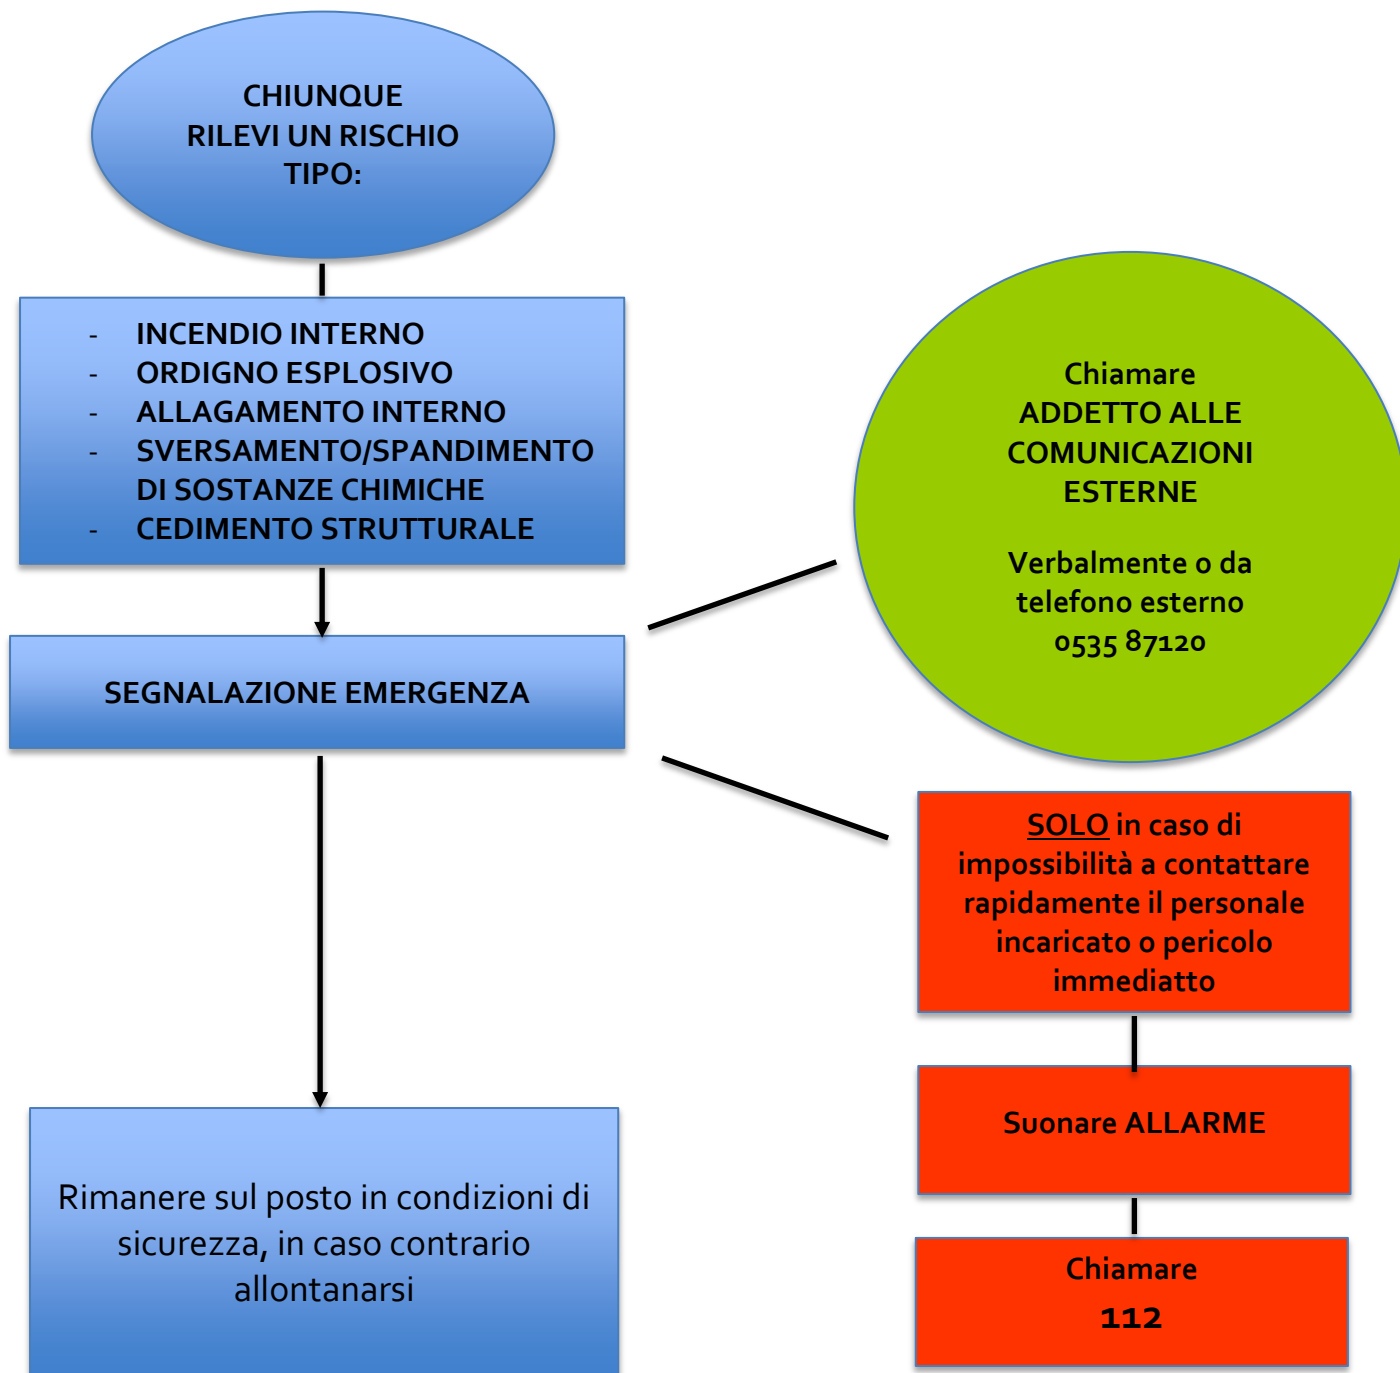 CHIUNQUE
RILEVI UN RISCHIO
TIPO:
- INCENDIO INTERNO
- ORDIGNO ESPLOSIVO
- ALLAGAMENTO INTERNO
- SVERSAMENTO/SPANDIMENTO
DI SOSTANZE CHIMICHE
- CEDIMENTO STRUTTURALE
SEGNALAZIONE EMERGENZA
Chiamare
ADDETTO ALLE
COMUNICAZIONI
ESTERNE
Verbalmente o da
telefono esterno
0535 87120
SOLO in caso di
impossibilità a contattare
rapidamente il personale
incaricato o pericolo
immediatto
Suonare ALLARME
Chiamare
112
Rimanere sul posto in condizioni di
sicurezza, in caso contrario
allontanarsi